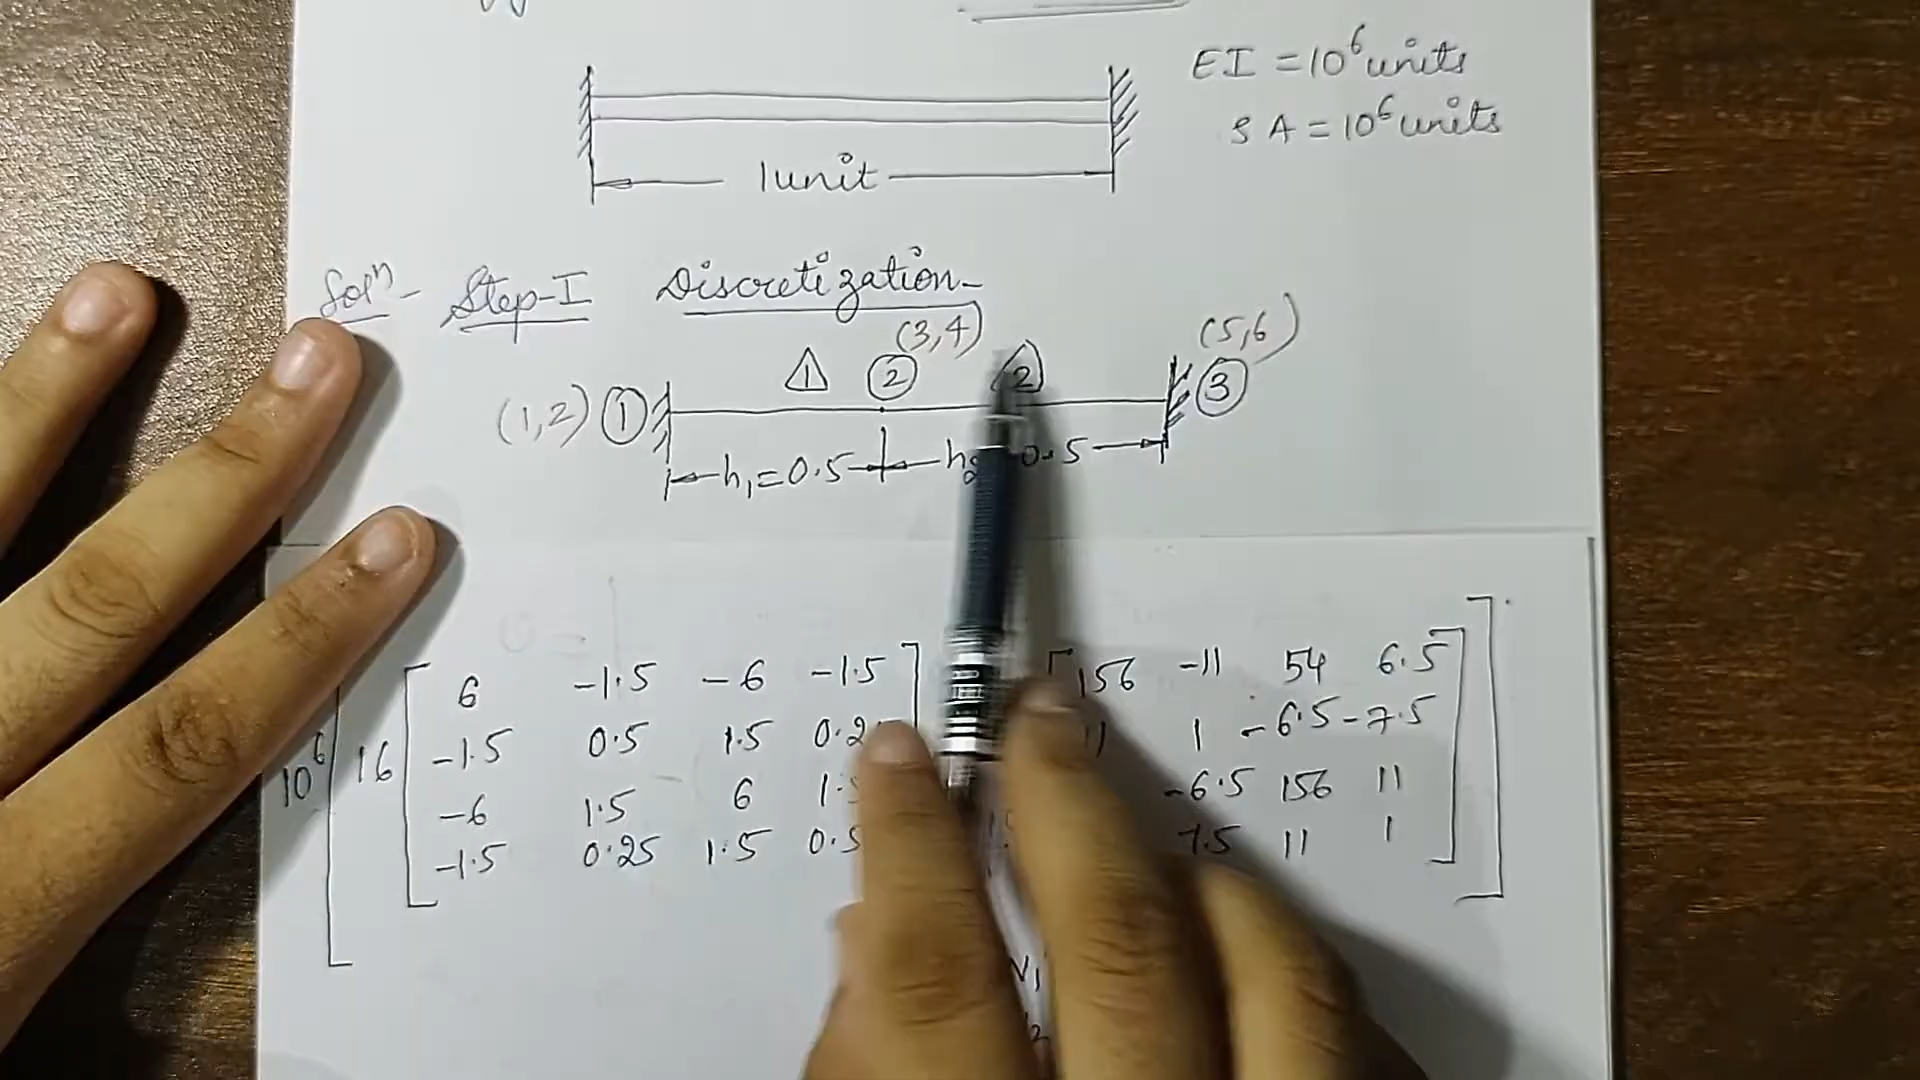 EI = 10⁶ units
ρA = 10⁶ units
1 unit
Solⁿ- Step-I Discretization-
(3,4) (5,6)
(1,2) 1 1 2 2 3
h₁ = 0.5 0.5
10⁶ 16
6 -1.5 -6 -1.5
-1.5 0.5 1.5
-6 1.5 6
-1.5 0.25 1.5
156 -11 54 6.5
1 -6.5 -7.5
-6.5 156 11
11 1